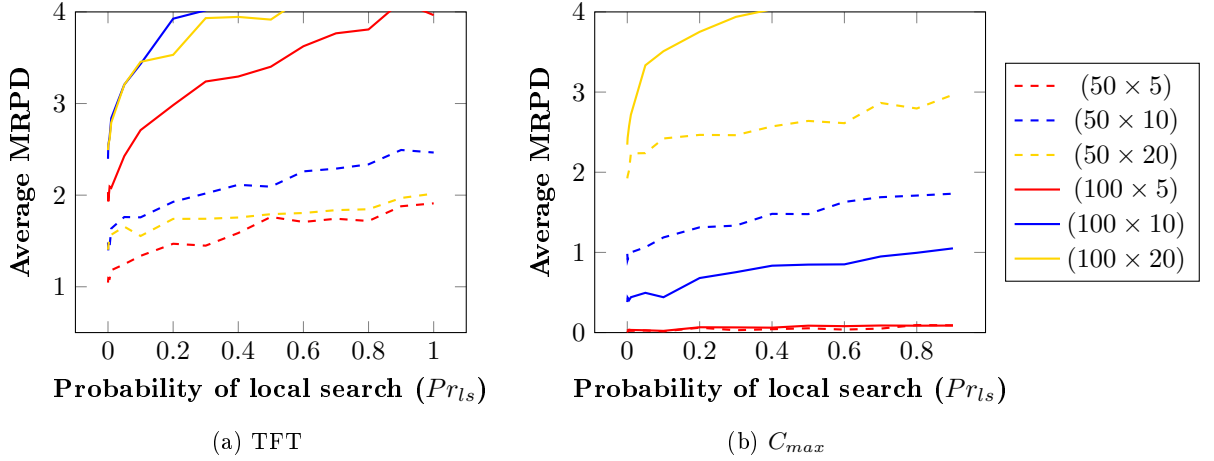 4
3
2
1
0
0.2
0.4
0.6
0.8
1
Average MRPD
Probability of local search (Pr_ls)
(a) TFT
4
3
2
1
0
0
0.2
0.4
0.6
0.8
Average MRPD
Probability of local search (Pr_ls)
(b) C_max
(50 × 5)
(50 × 10)
(50 × 20)
(100 × 5)
(100 × 10)
(100 × 20)